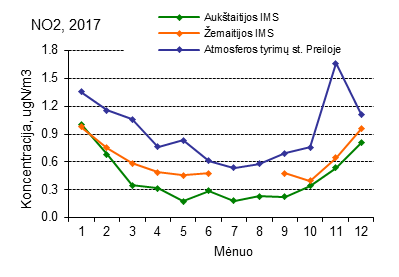 NO2, 2017
Aukštaitijos IMS
Žemaitijos IMS
Atmosferos tyrimų st. Preiloje
Koncentracija, ugN/m3
1.8
1.5
1.2
0.9
0.6
0.3
0.0
1 2 3 4 5 6 7 8 9 10 11 12
Mėnuo